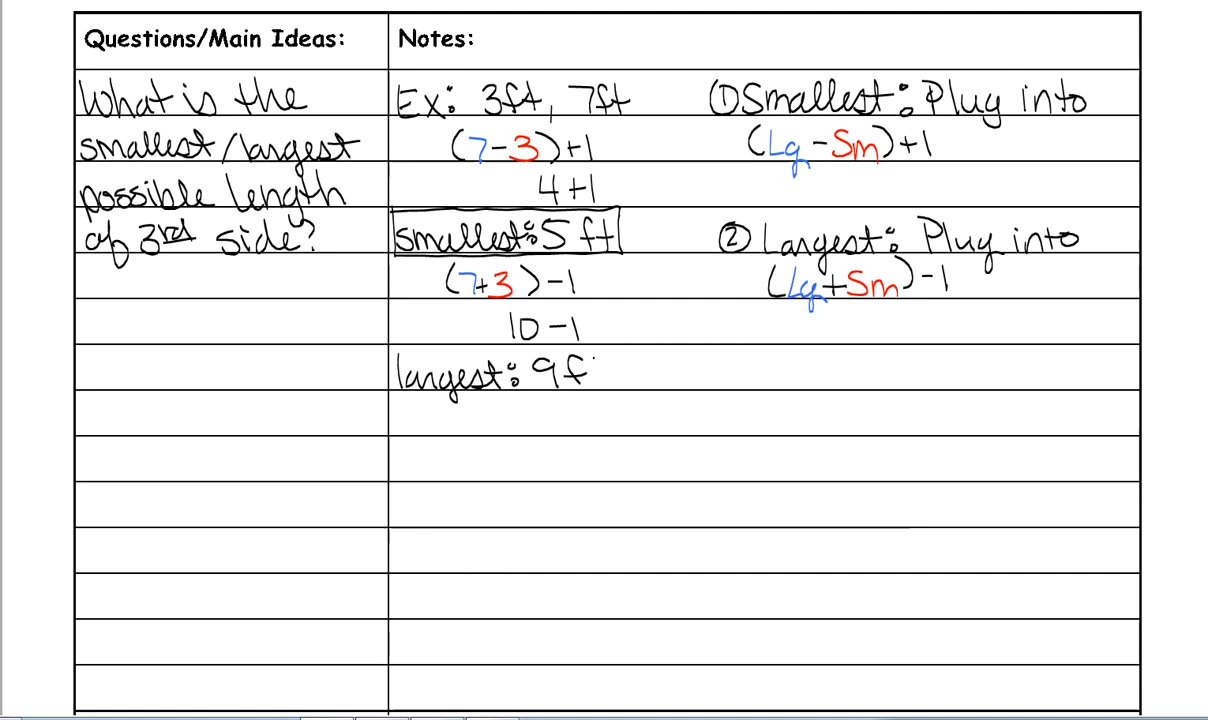 Questions/Main Ideas: Notes:
What is the
smallest/largest
possible length
of 3rd side?
Ex: 3ft, 7ft
(7-3)+1
4+1
smallest: 5 ft
(7+3)-1
10-1
largest: 9f
① Smallest: Plug into
(Lg-Sm)+1
② Largest: Plug into
(Lg+Sm)-1